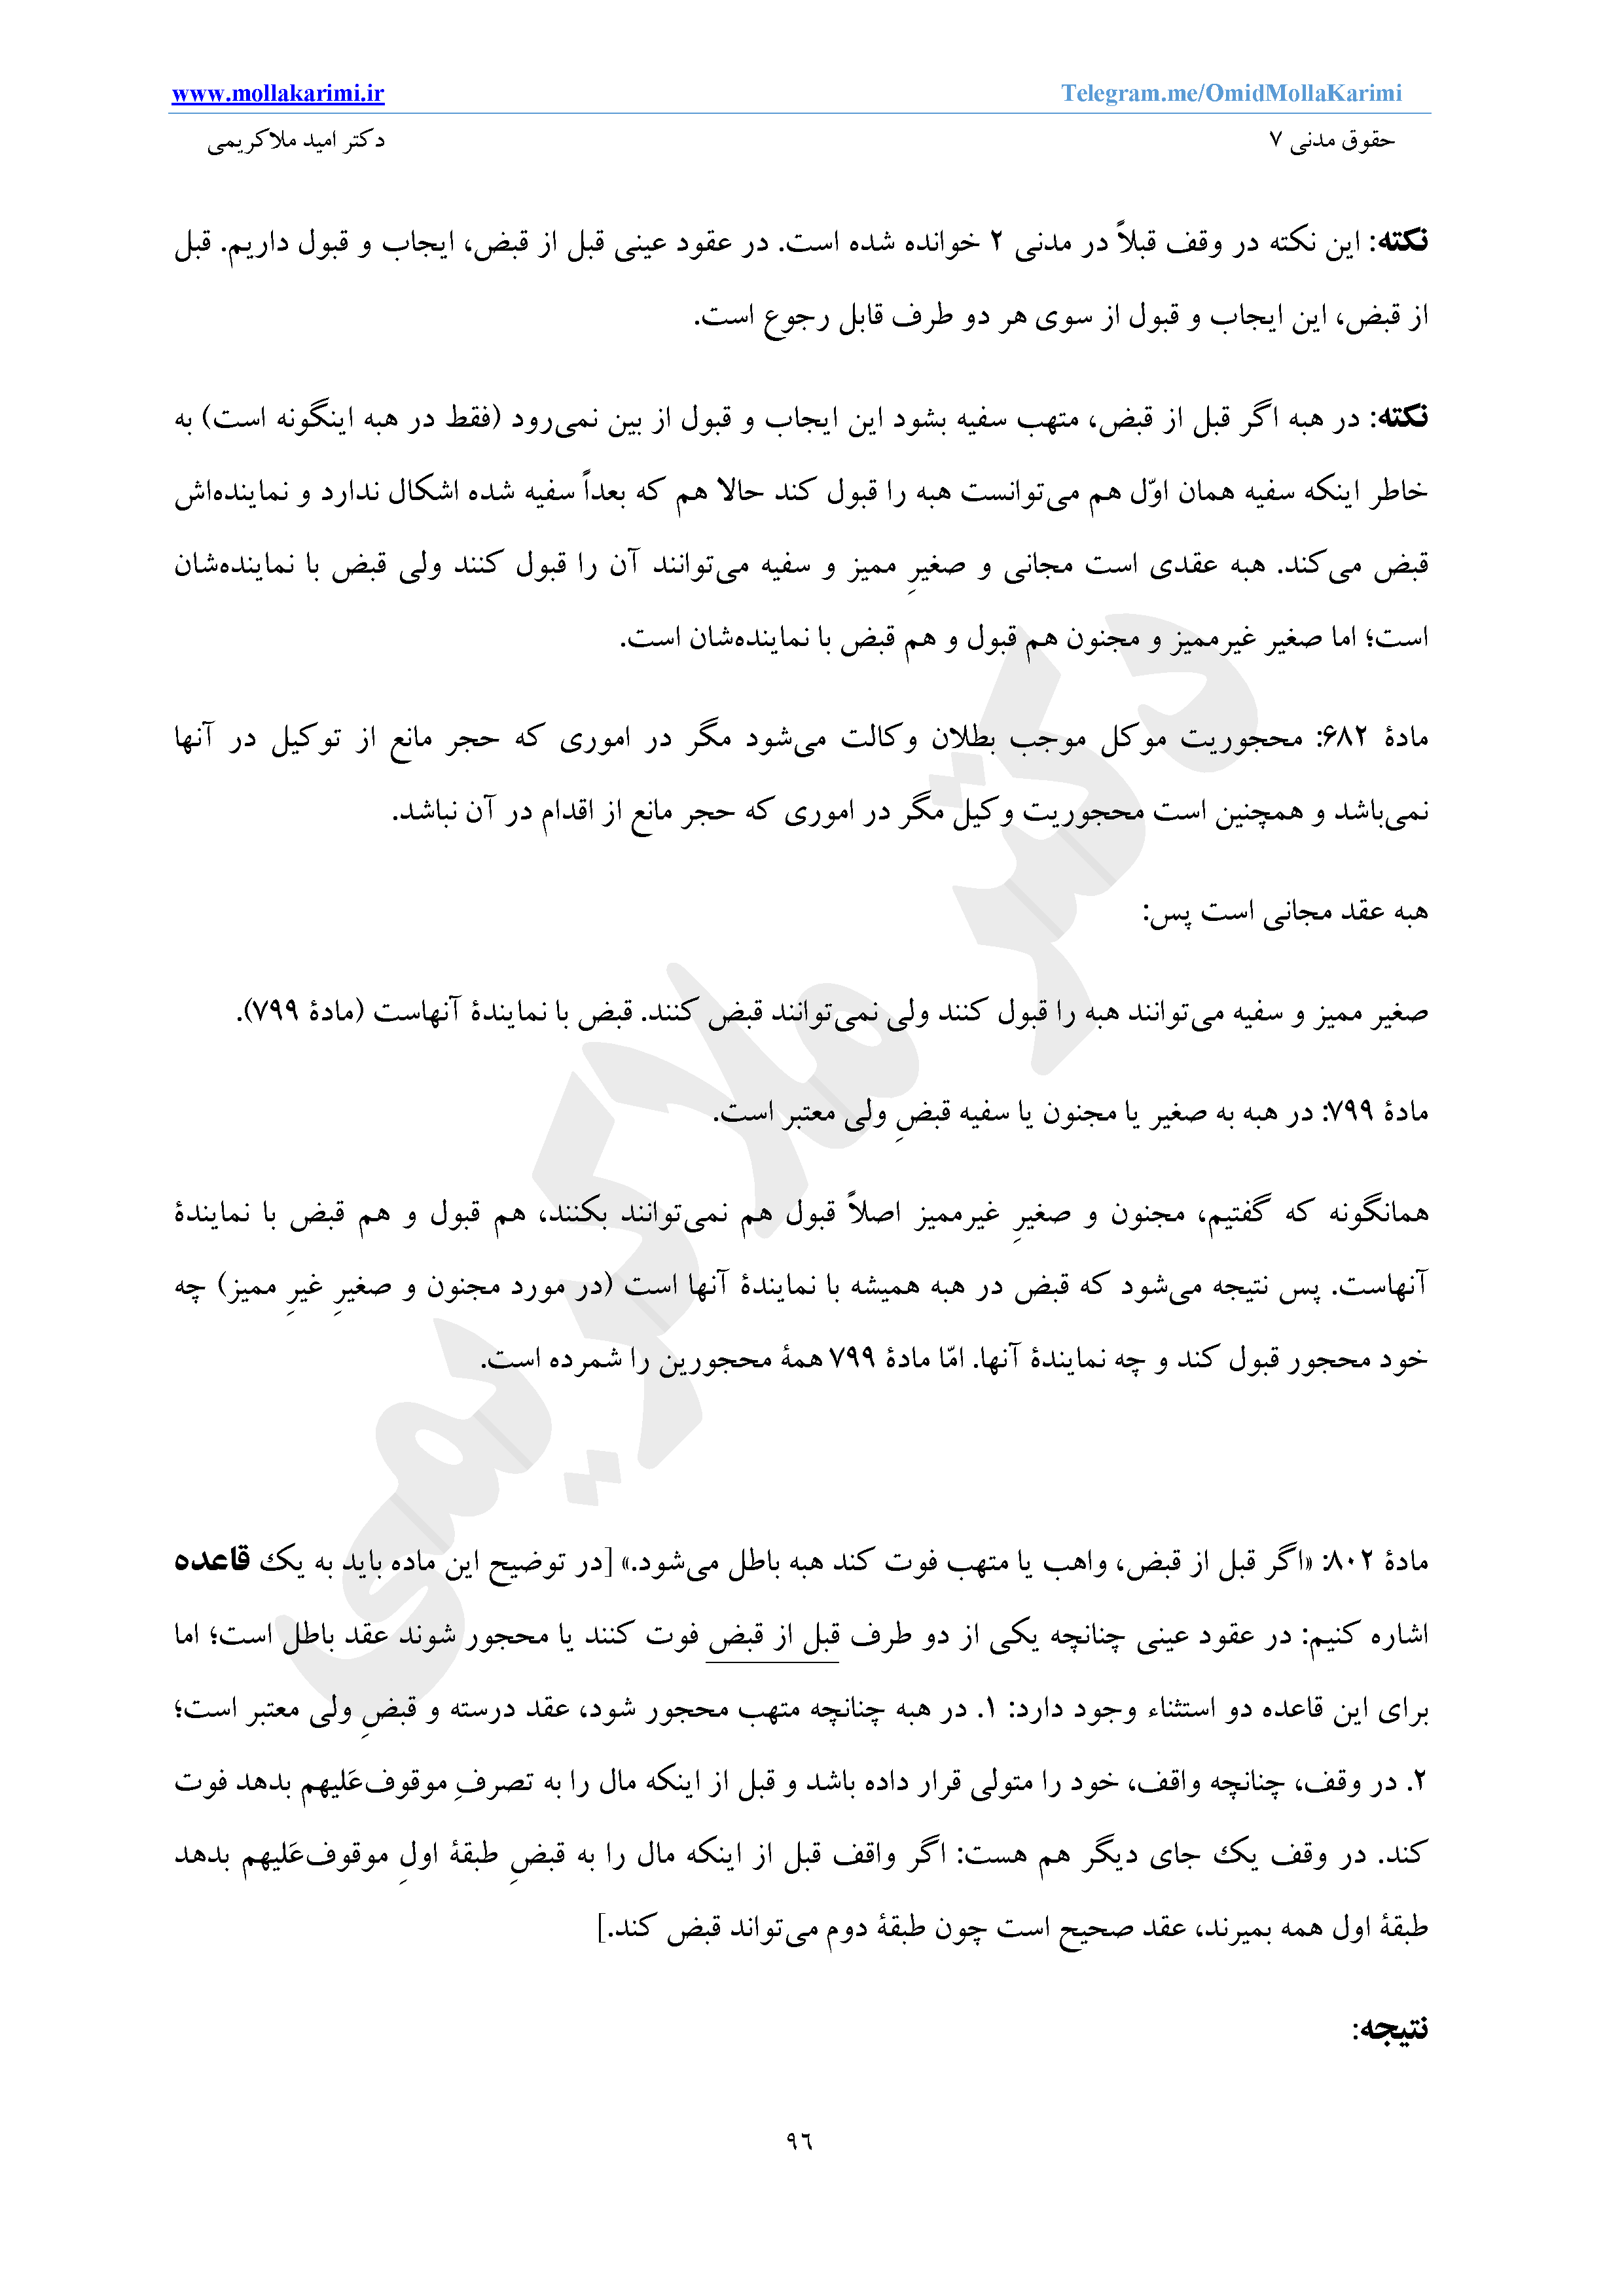 www.mollakarimi.ir Telegram.me/OmidMollaKarimi
حقوق مدنی ۷ دکتر امید ملاکریمی
نکته: این نکته در وقف قبلاً در مدنی ۲ خوانده شده است. در عقود عینی قبل از قبض، ایجاب و قبول داریم. قبل
از قبض، این ایجاب و قبول از سوی هر دو طرف قابل رجوع است.
نکته: در هبه اگر قبل از قبض، متهب سفیه بشود این ایجاب و قبول از بین نمی‌رود (فقط در هبه اینگونه است) به
خاطر اینکه سفیه همان اوّل هم می‌توانست هبه را قبول کند حالا هم که بعداً سفیه شده اشکال ندارد و نماینده‌اش
قبض می‌کند. هبه عقدی است مجانی و صغیرِ ممیز و سفیه می‌توانند آن را قبول کنند ولی قبض با نماینده‌شان
است؛ اما صغیر غیرممیز و مجنون هم قبول و هم قبض با نماینده‌شان است.
مادۀ ۶۸۲: محجوریت موکل موجب بطلان وکالت می‌شود مگر در اموری که حجر مانع از توکیل در آنها
نمی‌باشد و همچنین است محجوریت وکیل مگر در اموری که حجر مانع از اقدام در آن نباشد.
هبه عقد مجانی است پس:
صغیر ممیز و سفیه می‌توانند هبه را قبول کنند ولی نمی‌توانند قبض کنند. قبض با نمایندۀ آنهاست (مادۀ ۷۹۹).
مادۀ ۷۹۹: در هبه به صغیر یا مجنون یا سفیه قبضِ ولی معتبر است.
همانگونه که گفتیم، مجنون و صغیرِ غیرممیز اصلاً قبول هم نمی‌توانند بکنند، هم قبول و هم قبض با نمایندۀ
آنهاست. پس نتیجه می‌شود که قبض در هبه همیشه با نمایندۀ آنها است (در مورد مجنون و صغیرِ غیرِ ممیز) چه
خود محجور قبول کند و چه نمایندۀ آنها. امّا مادۀ ۷۹۹ همۀ محجورین را شمرده است.
مادۀ ۸۰۲: «اگر قبل از قبض، واهب یا متهب فوت کند هبه باطل می‌شود.» [در توضیح این ماده باید به یک قاعده
اشاره کنیم: در عقود عینی چنانچه یکی از دو طرف قبل از قبض فوت کنند یا محجور شوند عقد باطل است؛ اما
برای این قاعده دو استثناء وجود دارد: ۱. در هبه چنانچه متهب محجور شود، عقد درسته و قبضِ ولی معتبر است؛
۲. در وقف، چنانچه واقف، خود را متولی قرار داده باشد و قبل از اینکه مال را به تصرفِ موقوف‌عَلیهم بدهد فوت
کند. در وقف یک جای دیگر هم هست: اگر واقف قبل از اینکه مال را به قبضِ طبقۀ اولِ موقوف‌عَلیهم بدهد
طبقۀ اول همه بمیرند، عقد صحیح است چون طبقۀ دوم می‌تواند قبض کند.]
نتیجه:
۹٦
دکتر ملاکریمی